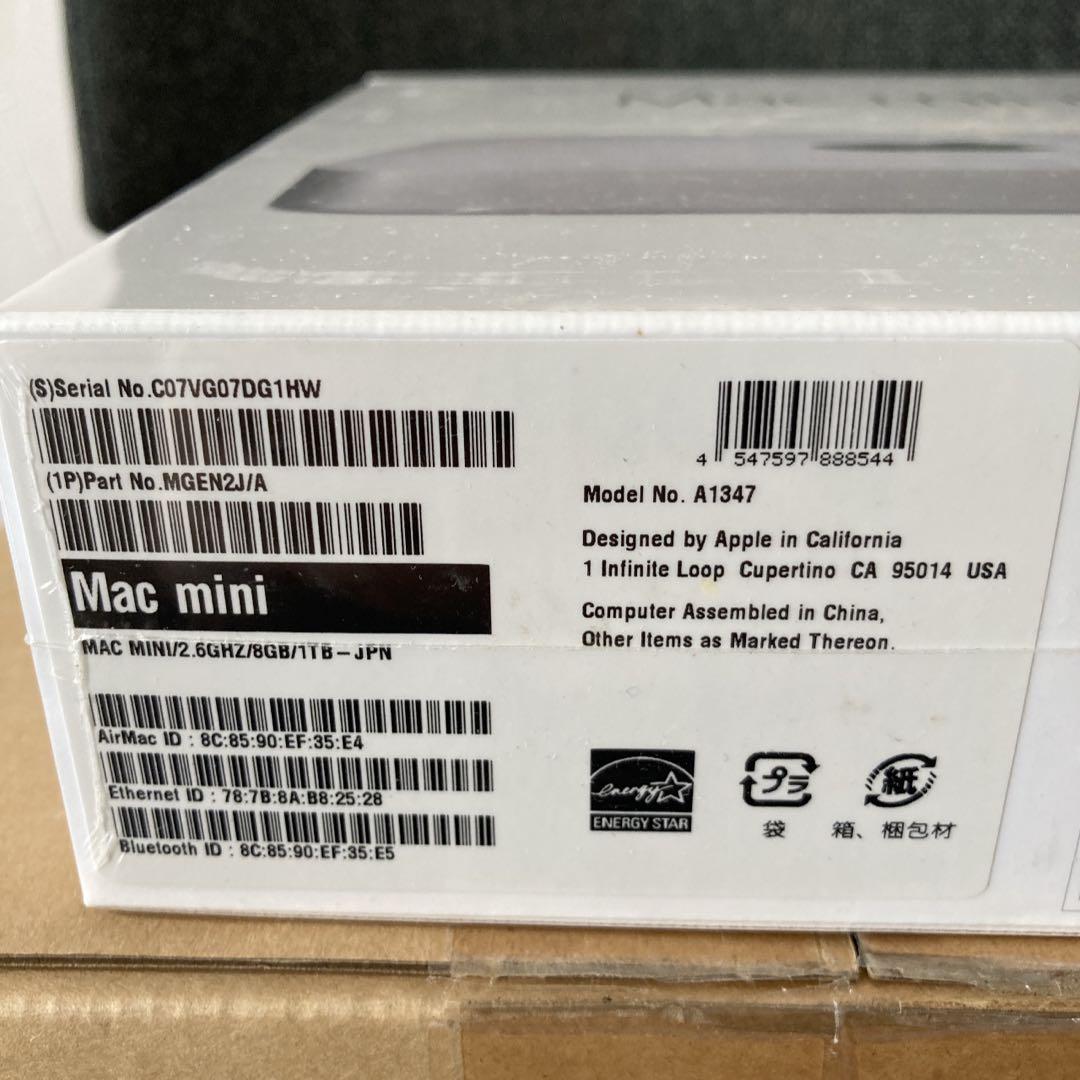 Mac mini
(S)Serial No.C07VG07DG1HW
(1P)Part No.MGEN2J/A
Mac mini
MAC MINI/2.6GHZ/8GB/1TB-JPN
AirMac ID : 8C:85:90:EF:35:E4
Ethernet ID : 78:7B:8A:B8:25:28
Bluetooth ID : 8C:85:90:EF:35:E5
4 547597 888544
Model No. A1347
Designed by Apple in California
1 Infinite Loop Cupertino CA 95014 USA
Computer Assembled in China,
Other Items as Marked Thereon.
energy
ENERGY STAR
プラ
袋
紙
箱、梱包材